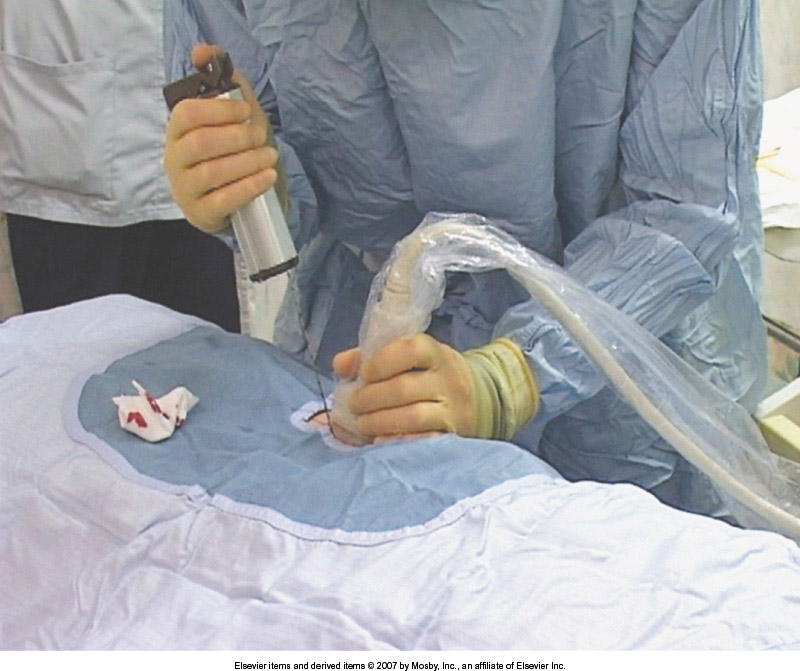 Elsevier items and derived items © 2007 by Mosby, Inc., an affiliate of Elsevier Inc.